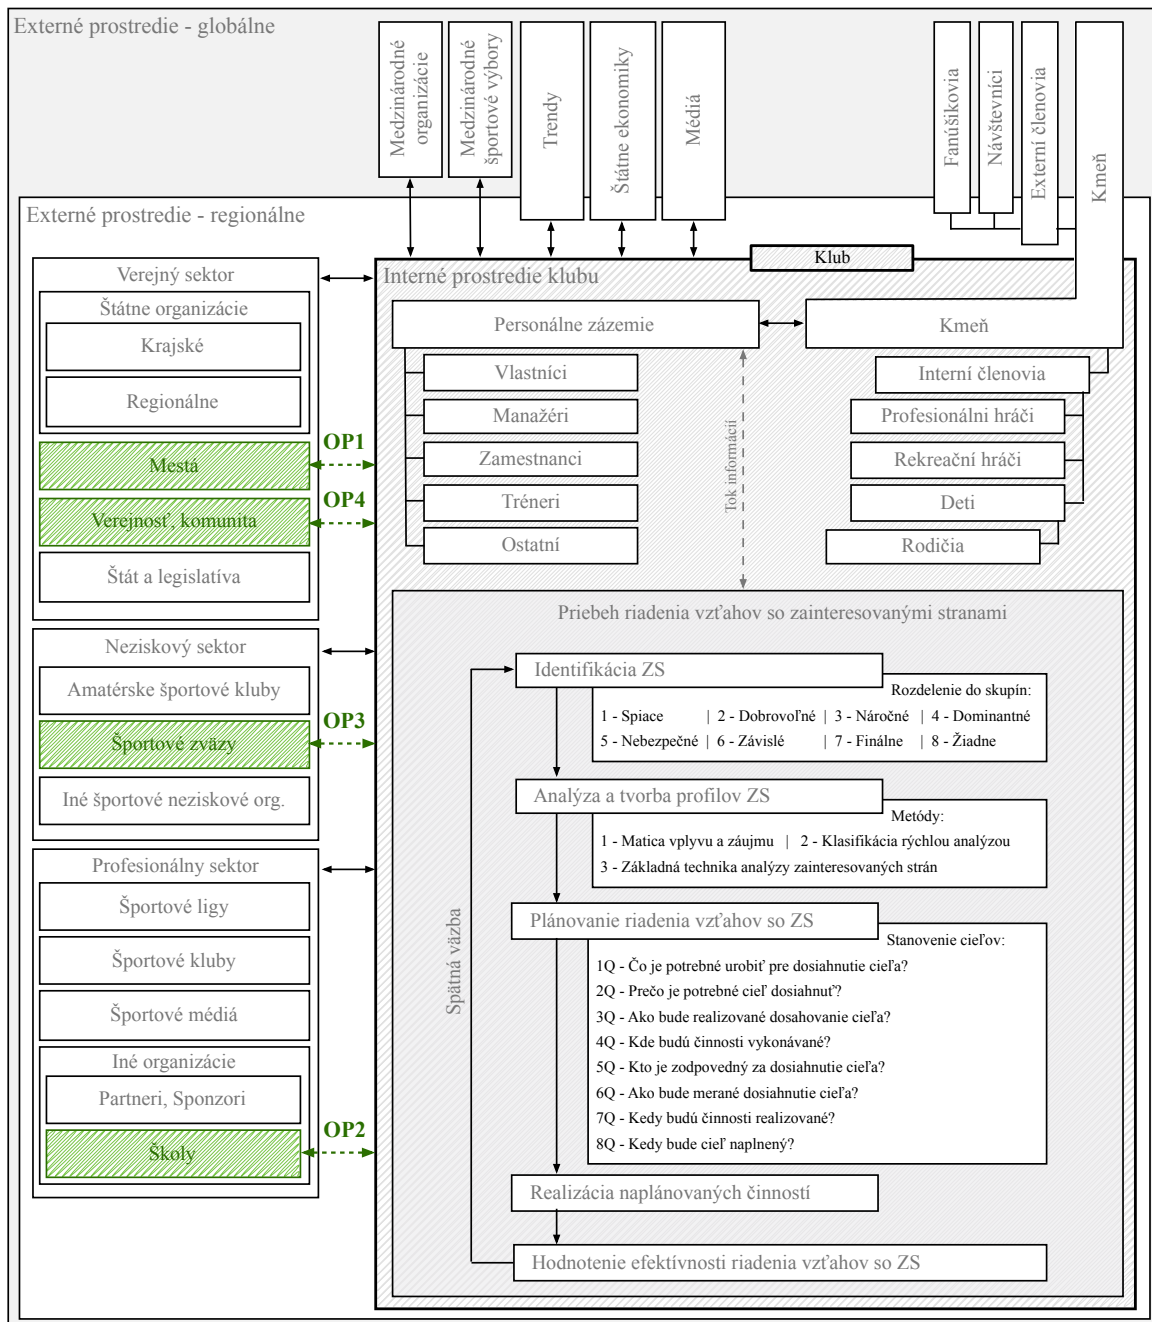 Externé prostredie - globálne
Medzinárodné
organizácie
Medzinárodné
športové výbory
Trendy
Štátne ekonomiky
Médiá
Fanúšikovia
Návštevníci
Externí členovia
Kmeň
Externé prostredie - regionálne
Verejný sektor
Štátne organizácie
Krajské
Regionálne
Mestá
OP1
Verejnosť, komunita
OP4
Štát a legislatíva
Neziskový sektor
Amatérske športové kluby
Športové zväzy
OP3
Iné športové neziskové org.
Profesionálny sektor
Športové ligy
Športové kluby
Športové médiá
Iné organizácie
Partneri, Sponzori
Školy
OP2
Klub
Interné prostredie klubu
Personálne zázemie
Vlastníci
Manažéri
Zamestnanci
Tréneri
Ostatní
Tok informácií
Kmeň
Interní členovia
Profesionálni hráči
Rekreační hráči
Deti
Rodičia
Priebeh riadenia vzťahov so zainteresovanými stranami
Spätná väzba
Identifikácia ZS
Rozdelenie do skupín:
1 - Spiace | 2 - Dobrovoľné | 3 - Náročné | 4 - Dominantné
5 - Nebezpečné | 6 - Závislé | 7 - Finálne | 8 - Žiadne
Analýza a tvorba profilov ZS
Metódy:
1 - Matica vplyvu a záujmu | 2 - Klasifikácia rýchlou analýzou
3 - Základná technika analýzy zainteresovaných strán
Plánovanie riadenia vzťahov so ZS
Stanovenie cieľov:
1Q - Čo je potrebné urobiť pre dosiahnutie cieľa?
2Q - Prečo je potrebné cieľ dosiahnuť?
3Q - Ako bude realizované dosahovanie cieľa?
4Q - Kde budú činnosti vykonávané?
5Q - Kto je zodpovedný za dosiahnutie cieľa?
6Q - Ako bude merané dosiahnutie cieľa?
7Q - Kedy budú činnosti realizované?
8Q - Kedy bude cieľ naplnený?
Realizácia naplánovaných činností
Hodnotenie efektívnosti riadenia vzťahov so ZS